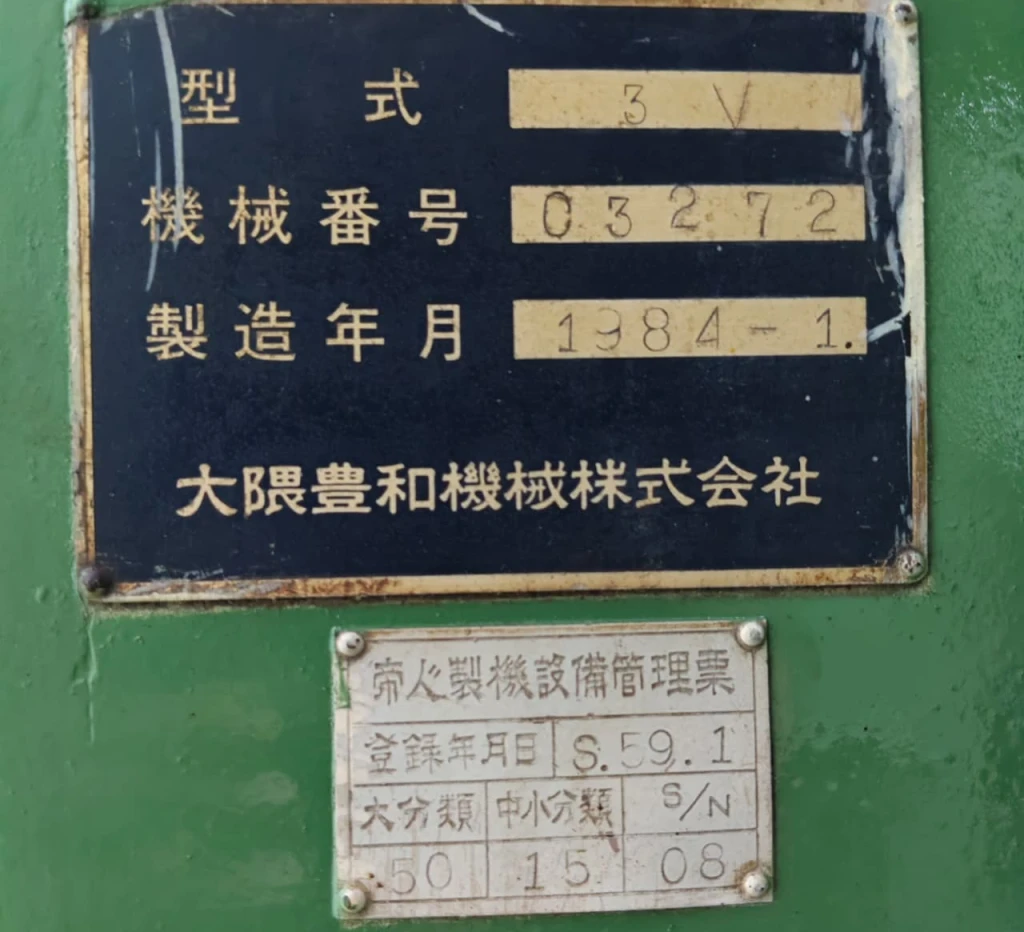 型式 3 V
機械番号 03272
製造年月 1984-1.
大隈豊和機械株式会社
帝人製機設備管理票
登録年月日 S.59.1
大分類 中小分類 S/N
50 15 08